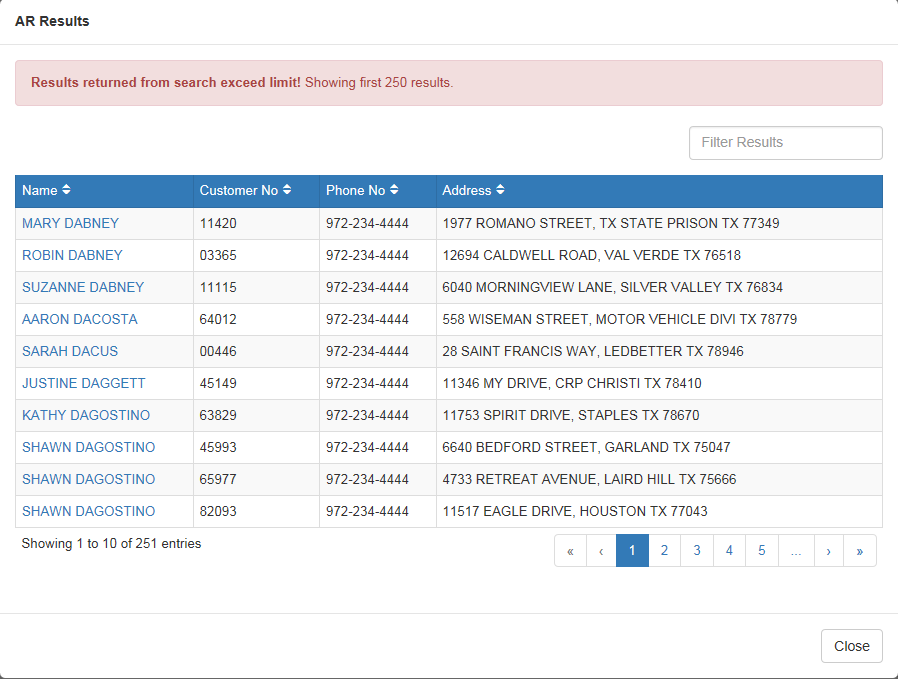 AR Results
Results returned from search exceed limit! Showing first 250 results.
Filter Results
Name Customer No Phone No Address
MARY DABNEY 11420 972-234-4444 1977 ROMANO STREET, TX STATE PRISON TX 77349
ROBIN DABNEY 03365 972-234-4444 12694 CALDWELL ROAD, VAL VERDE TX 76518
SUZANNE DABNEY 11115 972-234-4444 6040 MORNINGVIEW LANE, SILVER VALLEY TX 76834
AARON DACOSTA 64012 972-234-4444 558 WISEMAN STREET, MOTOR VEHICLE DIVI TX 78779
SARAH DACUS 00446 972-234-4444 28 SAINT FRANCIS WAY, LEDBETTER TX 78946
JUSTINE DAGGETT 45149 972-234-4444 11346 MY DRIVE, CRP CHRISTI TX 78410
KATHY DAGOSTINO 63829 972-234-4444 11753 SPIRIT DRIVE, STAPLES TX 78670
SHAWN DAGOSTINO 45993 972-234-4444 6640 BEDFORD STREET, GARLAND TX 75047
SHAWN DAGOSTINO 65977 972-234-4444 4733 RETREAT AVENUE, LAIRD HILL TX 75666
SHAWN DAGOSTINO 82093 972-234-4444 11517 EAGLE DRIVE, HOUSTON TX 77043
Showing 1 to 10 of 251 entries « ‹ 1 2 3 4 5 ... › »
Close